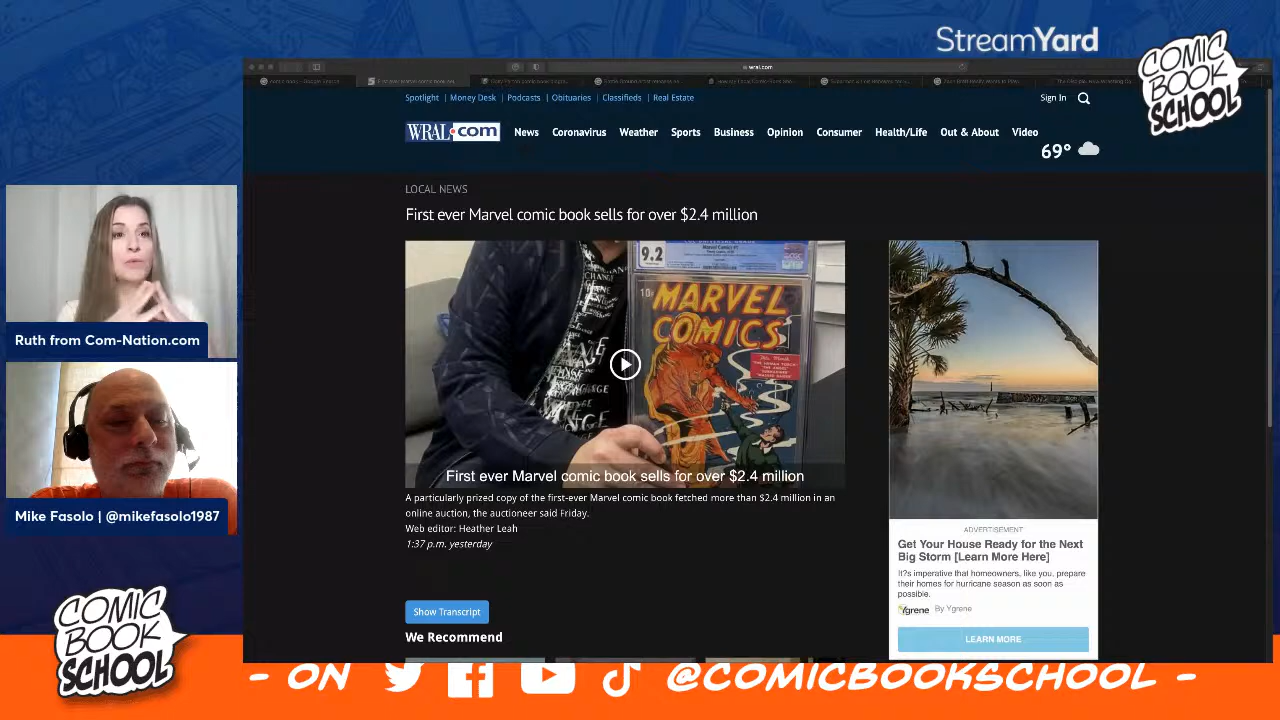 StreamYard
COMIC
BOOK
SCHOOL
wral.com
Spotlight | Money Desk | Podcasts | Obituaries | Classifieds | Real Estate
Sign In
WRAL.com
News Coronavirus Weather Sports Business Opinion Consumer Health/Life Out & About Video
69°
LOCAL NEWS
First ever Marvel comic book sells for over $2.4 million
9.2
10¢
MARVEL
COMICS
First ever Marvel comic book sells for over $2.4 million
A particularly prized copy of the first-ever Marvel comic book fetched more than $2.4 million in an
online auction, the auctioneer said Friday.
Web editor: Heather Leah
1:37 p.m. yesterday
Show Transcript
We Recommend
ADVERTISEMENT
Get Your House Ready for the Next
Big Storm [Learn More Here]
It?s imperative that homeowners, like you, prepare
their homes for hurricane season as soon as
possible.
Ygrene By Ygrene
LEARN MORE
Ruth from Com-Nation.com
Mike Fasolo | @mikefasolo1987
COMIC
BOOK
SCHOOL
- ON @COMICBOOKSCHOOL -